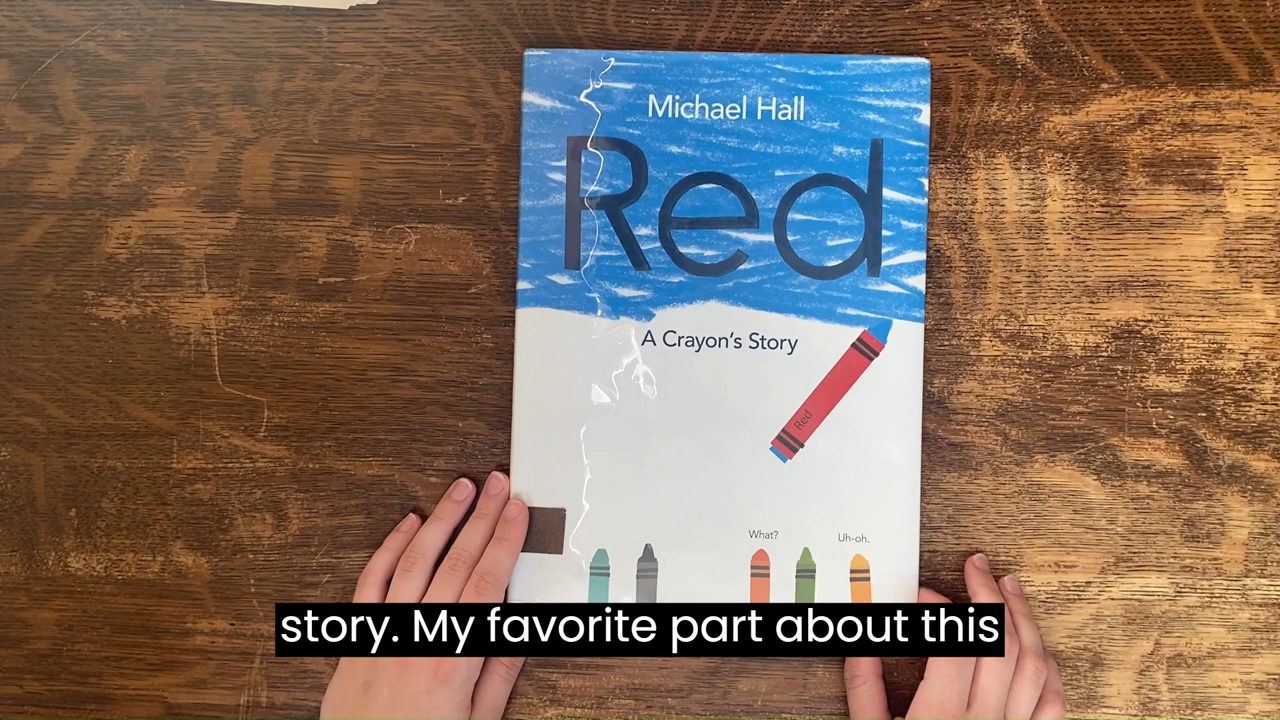 Michael Hall
Red
A Crayon's Story
Red
What?
Uh-oh.
story. My favorite part about this